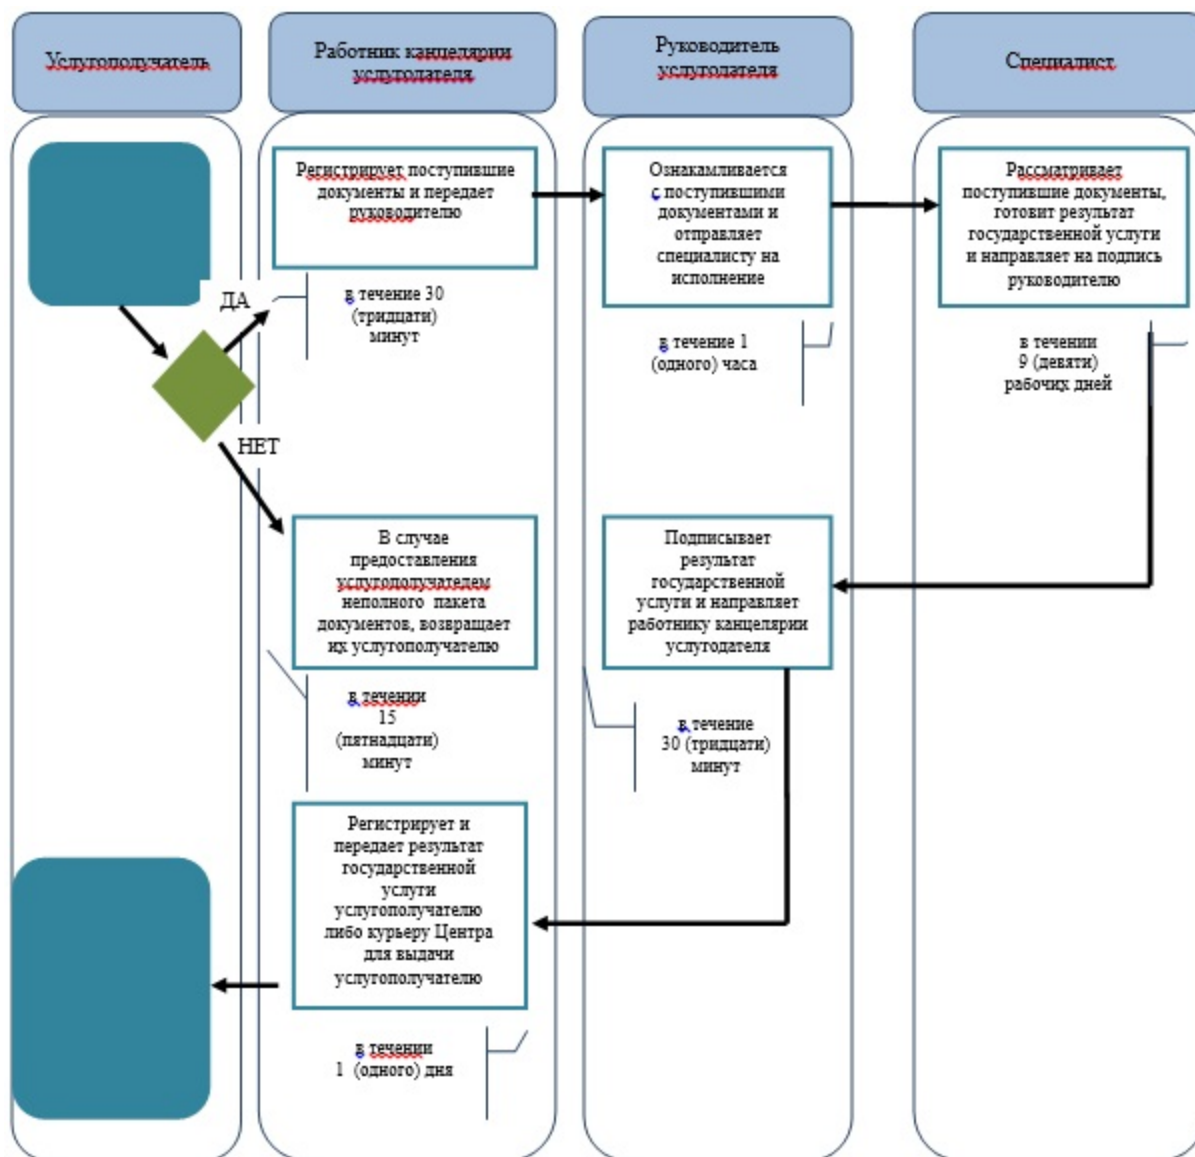 Услугополучатель
Работник канцелярии
услугодателя
Руководитель
услугодателя
Специалист
Регистрирует поступившие
документы и передает
руководителю
Ознакамливается
с поступившими
документами и
отправляет
специалисту на
исполнение
Рассматривает
поступившие документы,
готовит результат
государственной услуги
и направляет на подпись
руководителю
ДА
в течение 30
(тридцати)
минут
в течение 1
(одного) часа
в течении
9 (девяти)
рабочих дней
НЕТ
В случае
предоставления
услугополучателем
неполного пакета
документов, возвращает
их услугополучателю
Подписывает
результат
государственной
услуги и направляет
работнику канцелярии
услугодателя
в течении
15
(пятнадцати)
минут
в течение
30 (тридцати)
минут
Регистрирует и
передает результат
государственной
услуги
услугополучателю
либо курьеру Центра
для выдачи
услугополучателю
в течении
1 (одного) дня